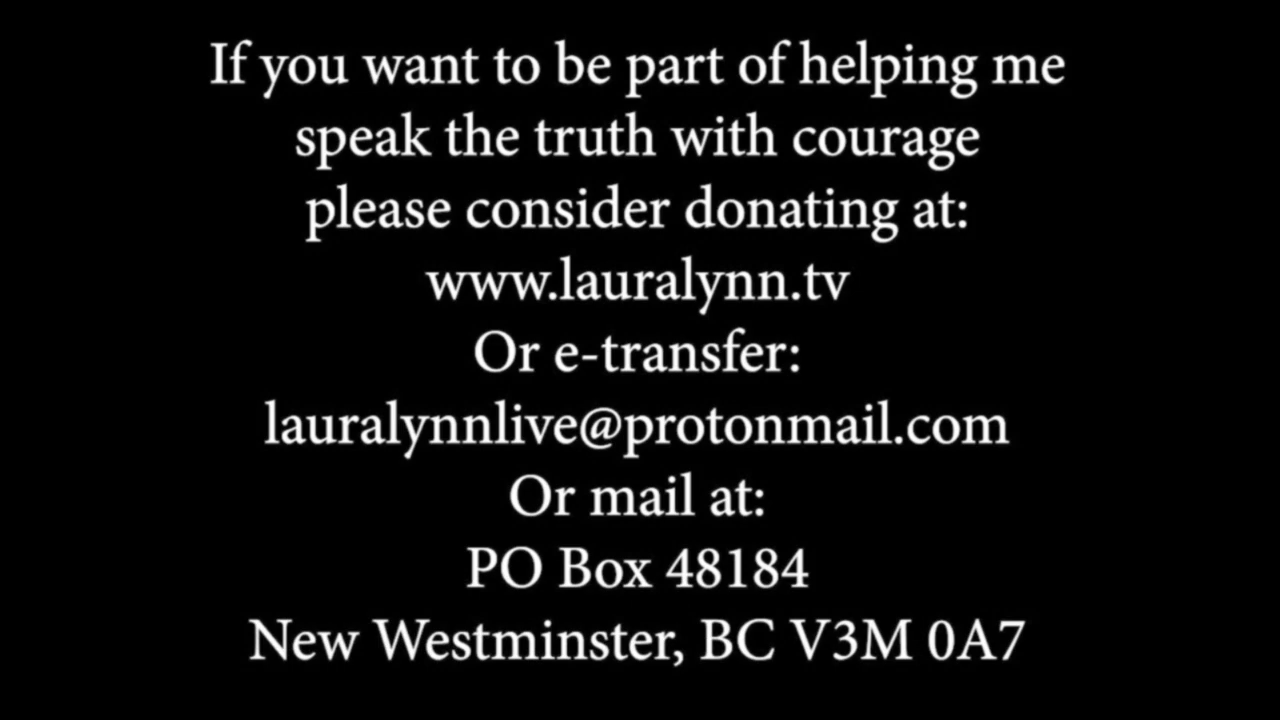 If you want to be part of helping me
speak the truth with courage
please consider donating at:
www.lauralynn.tv
Or e-transfer:
lauralynnlive@protonmail.com
Or mail at:
PO Box 48184
New Westminster, BC V3M 0A7